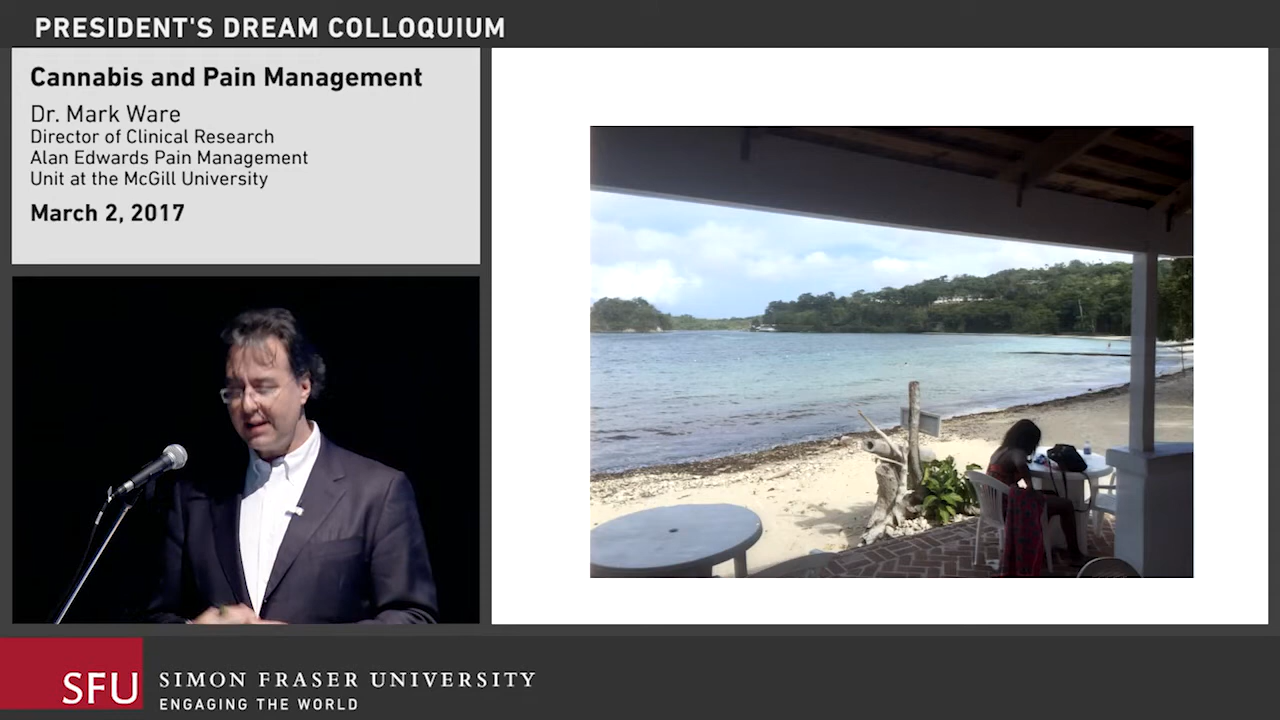 PRESIDENT'S DREAM COLLOQUIUM
Cannabis and Pain Management
Dr. Mark Ware
Director of Clinical Research
Alan Edwards Pain Management
Unit at the McGill University
March 2, 2017
SFU
SIMON FRASER UNIVERSITY
ENGAGING THE WORLD